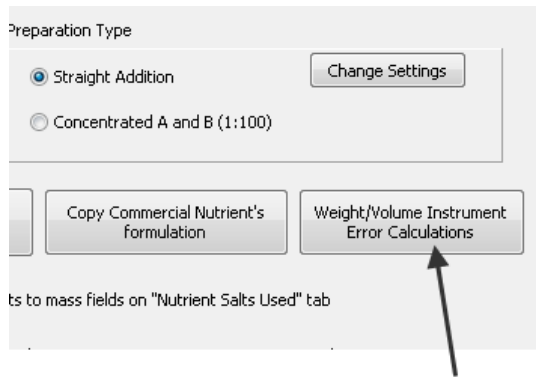 Preparation Type
Straight Addition
Change Settings
Concentrated A and B (1:100)
Copy Commercial Nutrient's
formulation
Weight/Volume Instrument
Error Calculations
ts to mass fields on "Nutrient Salts Used" tab